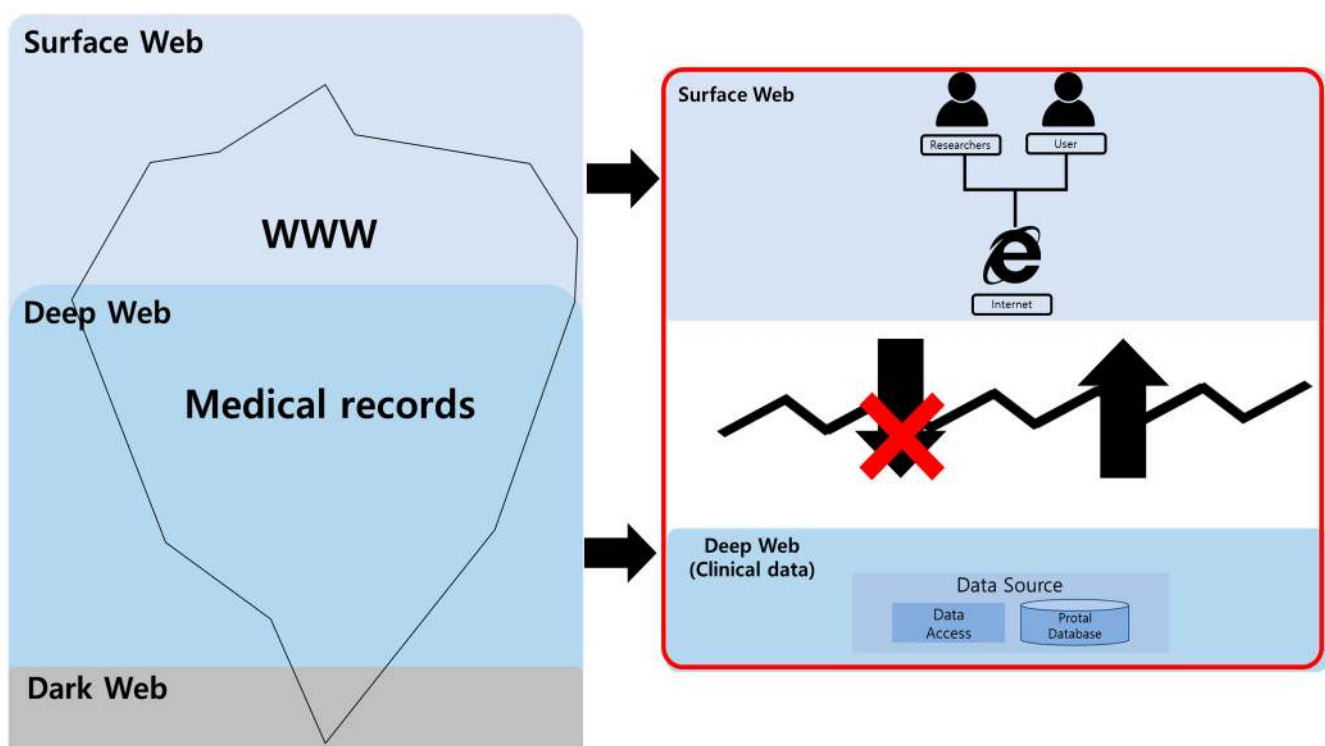 Surface Web
WWW
Deep Web
Medical records
Dark Web
Surface Web
Researchers
User
Internet
Deep Web
(Clinical data)
Data Source
Data
Access
Protal
Database